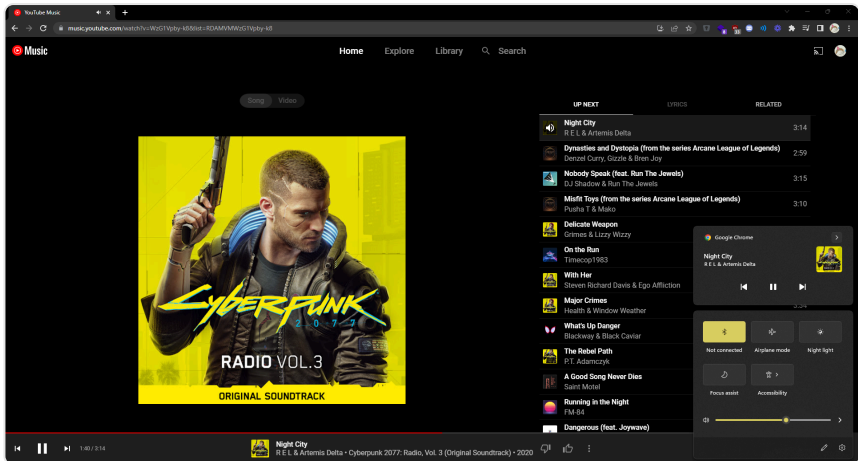 YouTube Music
music.youtube.com/watch?v=WzG1Vpby-k8&list=RDAMVMWzG1Vpby-k8
Music
Home
Explore
Library
Search
Song
Video
UP NEXT
LYRICS
RELATED
Night City
R E L & Artemis Delta
3:14
Dynasties and Dystopia (from the series Arcane League of Legends)
Denzel Curry, Gizzle & Bren Joy
2:59
Nobody Speak (feat. Run The Jewels)
DJ Shadow & Run The Jewels
3:15
Misfit Toys (from the series Arcane League of Legends)
Pusha T & Mako
3:10
Delicate Weapon
Grimes & Lizzy Wizzy
On the Run
Timecop1983
With Her
Steven Richard Davis & Ego Affliction
Major Crimes
Health & Window Weather
What's Up Danger
Blackway & Black Caviar
The Rebel Path
P.T. Adamczyk
A Good Song Never Dies
Saint Motel
Running in the Night
FM-84
Dangerous (feat. Joywave)
CYBERPUNK
2077
RADIO VOL.3
ORIGINAL SOUNDTRACK
Google Chrome
Night City
R E L & Artemis Delta
Not connected
Airplane mode
Night light
Focus assist
Accessibility
1:40 / 3:14
Night City
R E L & Artemis Delta • Cyberpunk 2077: Radio, Vol. 3 (Original Soundtrack) • 2020